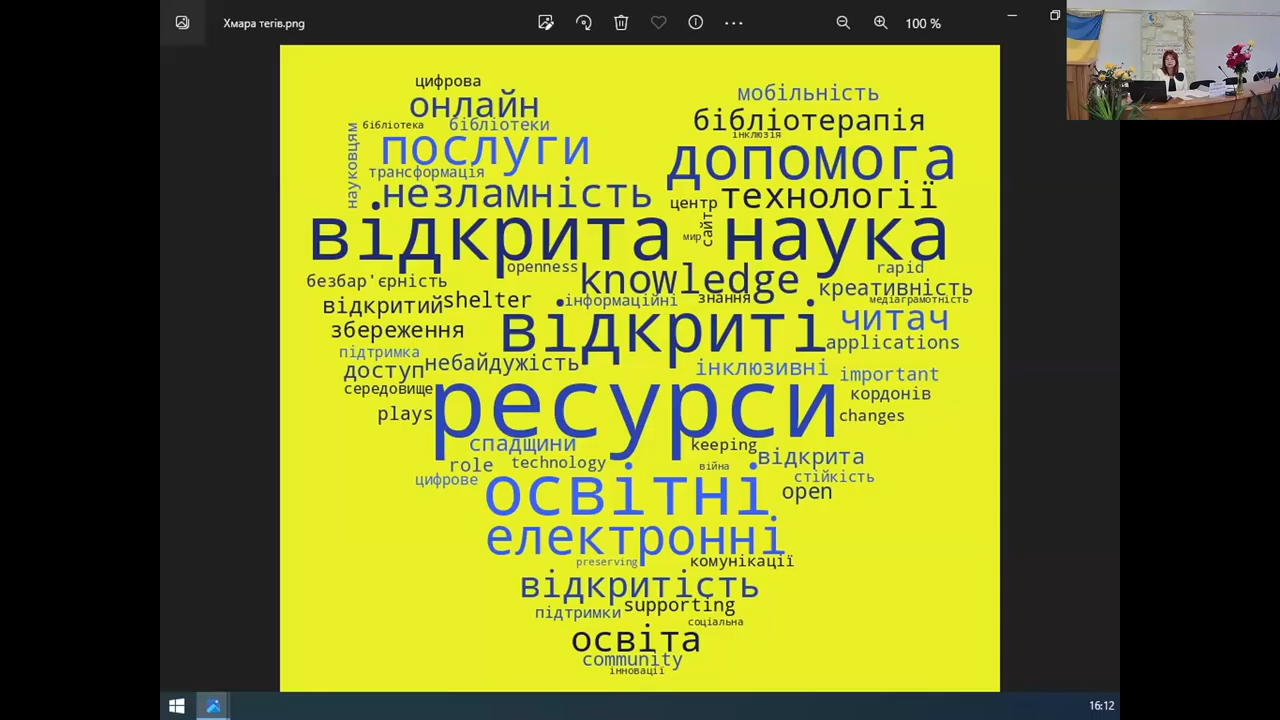 Хмара тегів.png
100 %
цифрова
онлайн
мобільність
бібліотека
бібліотеки
бібліотерапія
інклюзія
науковцям
послуги
допомога
трансформація
незламність
центр
технології
сайт
відкрита
мир
наука
openness
knowledge
rapid
безбар'єрність
креативність
відкритий
shelter
інформаційні
знання
медіаграмотність
збереження
відкриті
читач
applications
підтримка
небайдужість
інклюзивні
important
доступ
середовище
ресурси
кордонів
plays
changes
спадщини
keeping
відкрита
role
technology
війна
стійкість
цифрове
освітні
open
електронні
preserving
комунікації
відкритість
підтримки
supporting
соціальна
освіта
community
інновації
16:12